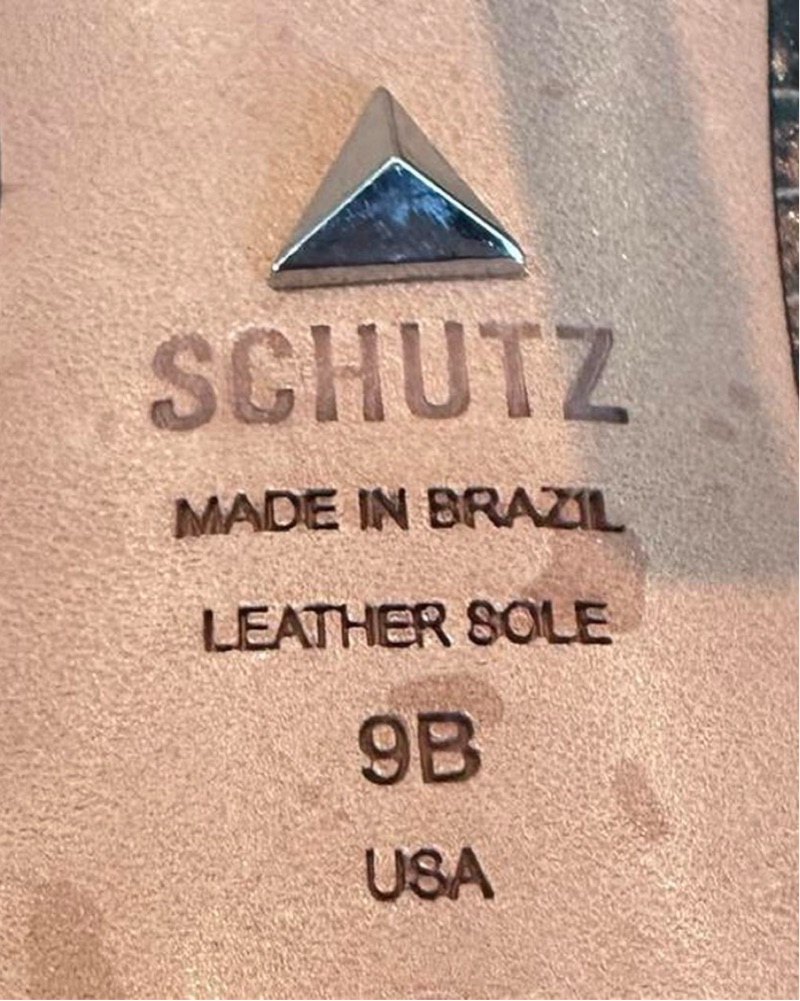 SCHUTZ
MADE IN BRAZIL
LEATHER SOLE
9B
USA